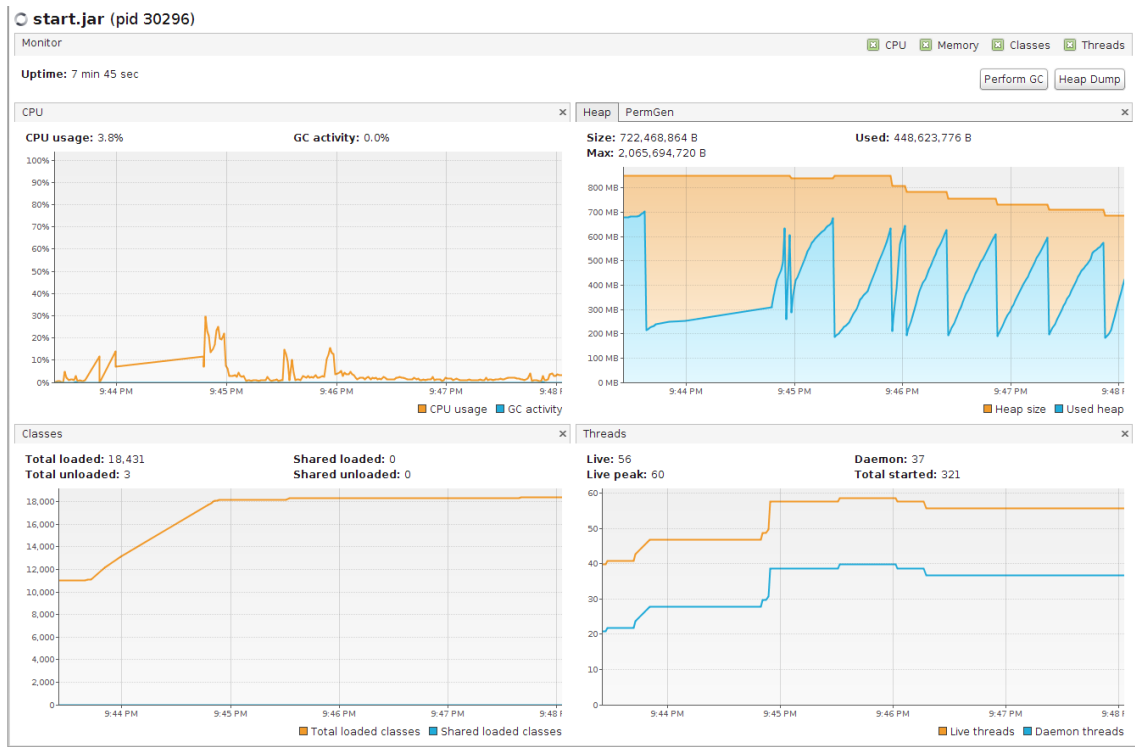 start.jar (pid 30296)
Monitor
CPU Memory Classes Threads
Uptime: 7 min 45 sec
Perform GC Heap Dump
CPU
CPU usage: 3.8% GC activity: 0.0%
100%
90%
80%
70%
60%
50%
40%
30%
20%
10%
0%
9:44 PM 9:45 PM 9:46 PM 9:47 PM 9:48 P
CPU usage GC activity
Heap PermGen
Size: 722,468,864 B Used: 448,623,776 B
Max: 2,065,694,720 B
800 MB
700 MB
600 MB
500 MB
400 MB
300 MB
200 MB
100 MB
0 MB
9:44 PM 9:45 PM 9:46 PM 9:47 PM 9:48 P
Heap size Used heap
Classes
Total loaded: 18,431 Shared loaded: 0
Total unloaded: 3 Shared unloaded: 0
18,000
16,000
14,000
12,000
10,000
8,000
6,000
4,000
2,000
0
9:44 PM 9:45 PM 9:46 PM 9:47 PM 9:48 P
Total loaded classes Shared loaded classes
Threads
Live: 56 Daemon: 37
Live peak: 60 Total started: 321
60
50
40
30
20
10
0
9:44 PM 9:45 PM 9:46 PM 9:47 PM 9:48 P
Live threads Daemon threads